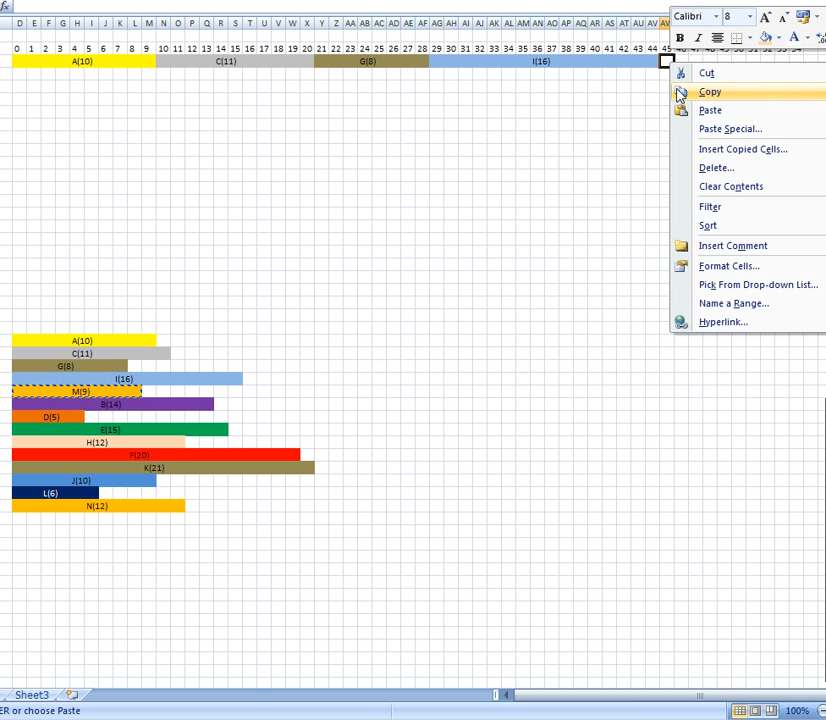 fx
Calibri 8 A A
B I A
D E F G H I J K L M N O P Q R S T U V W X Y Z AA AB AC AD AE AF AG AH AI AJ AK AL AM AN AO AP AQ AR AS AT AU AV AW
0 1 2 3 4 5 6 7 8 9 10 11 12 13 14 15 16 17 18 19 20 21 22 23 24 25 26 27 28 29 30 31 32 33 34 35 36 37 38 39 40 41 42 43 44 45
A(10) C(11) G(8) I(16)
Cut
Copy
Paste
Paste Special...
Insert Copied Cells...
Delete...
Clear Contents
Filter
Sort
Insert Comment
Format Cells...
Pick From Drop-down List...
Name a Range...
Hyperlink...
A(10)
C(11)
G(8)
I(16)
M(9)
B(14)
D(5)
E(15)
H(12)
F(20)
K(21)
J(10)
L(6)
N(12)
Sheet3
ER or choose Paste 100%